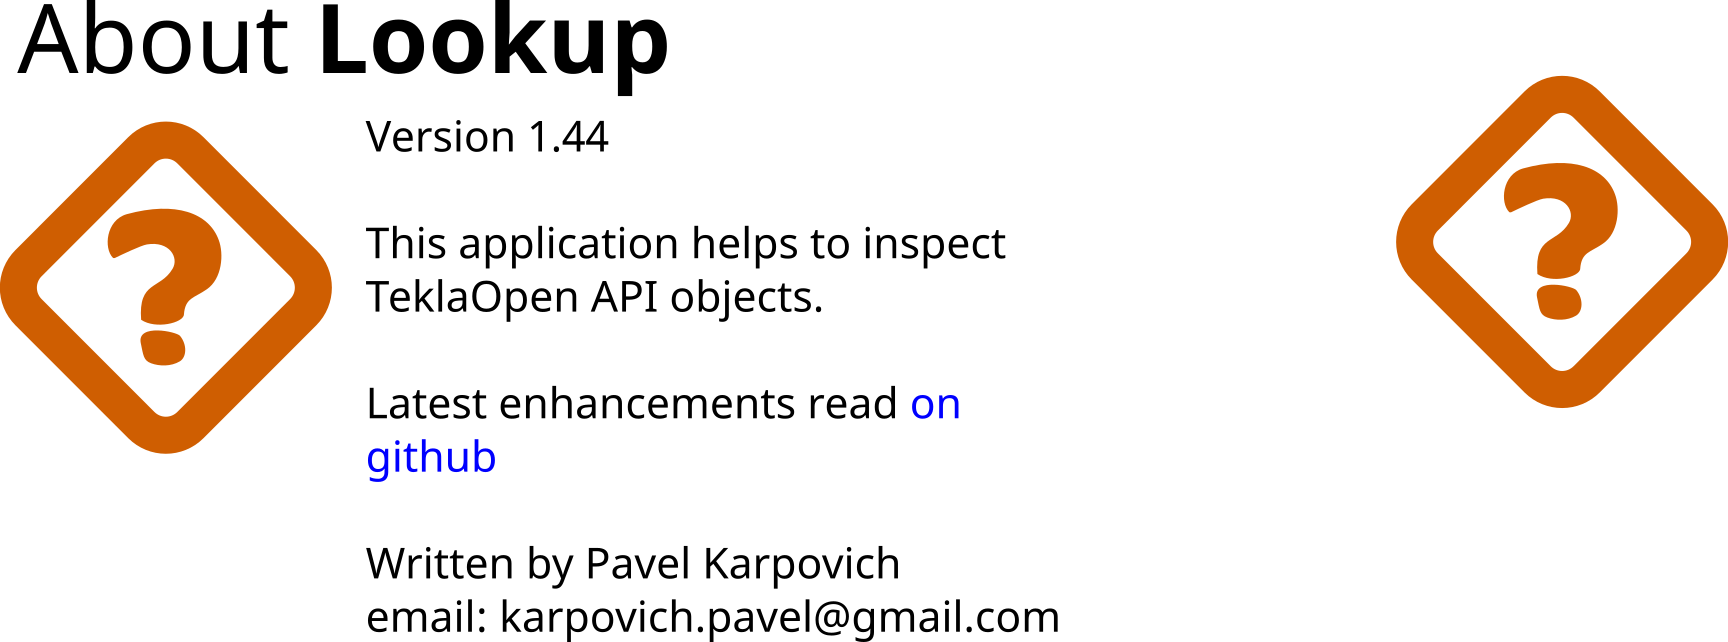 About Lookup
Version 1.44
This application helps to inspect
TeklaOpen API objects.
Latest enhancements read on
github
Written by Pavel Karpovich
email: karpovich.pavel@gmail.com